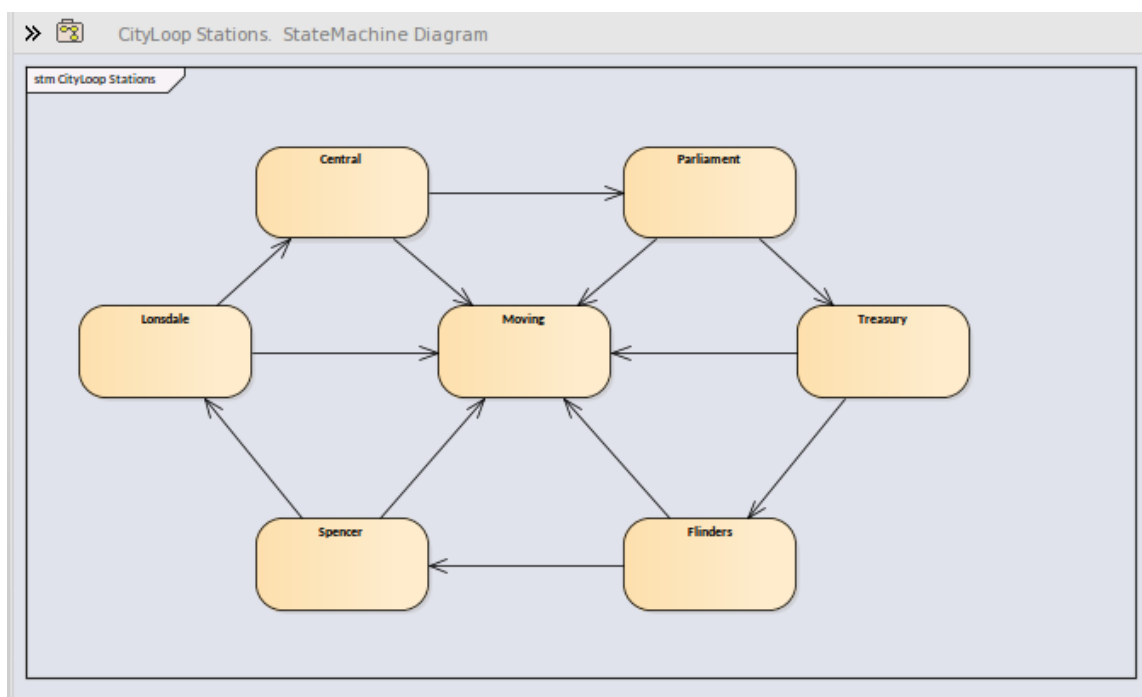 CityLoop Stations.  StateMachine Diagram
stm CityLoop Stations
Central
Parliament
Lonsdale
Moving
Treasury
Spencer
Flinders